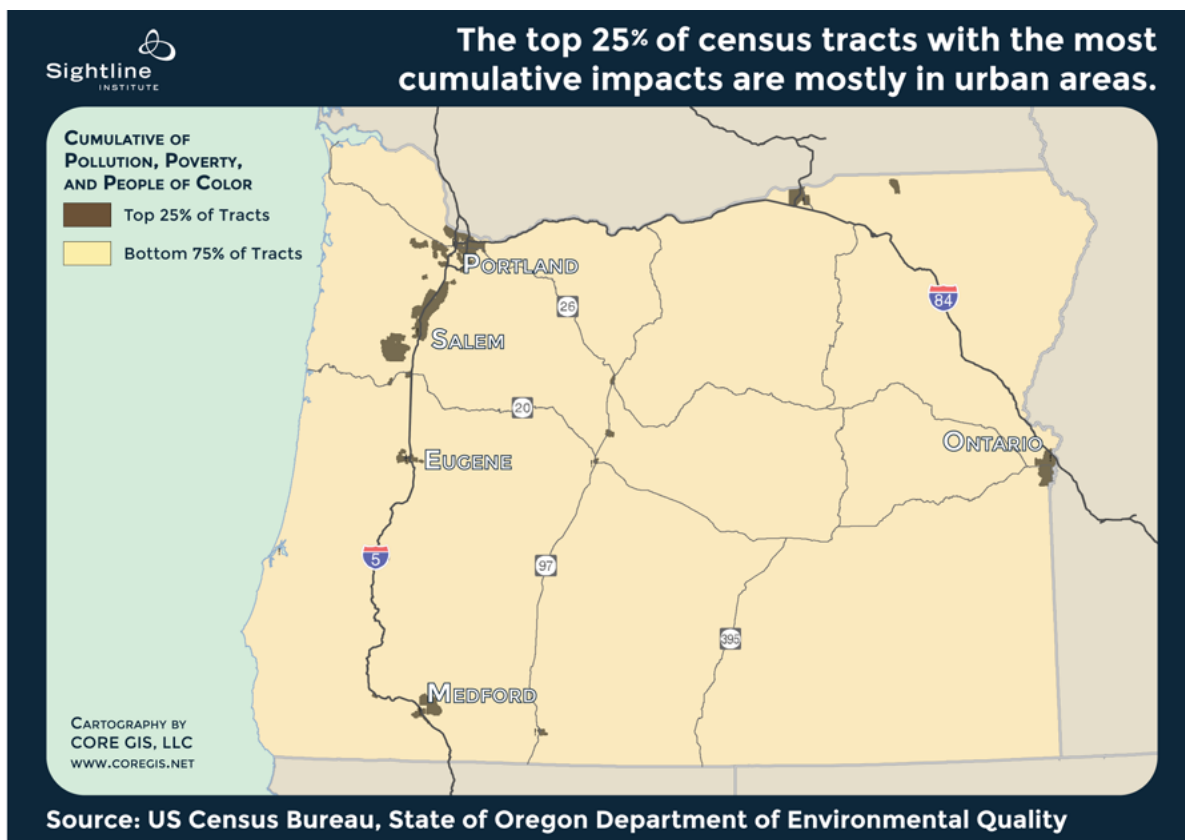 Sightline
INSTITUTE
The top 25% of census tracts with the most
cumulative impacts are mostly in urban areas.
CUMULATIVE OF
POLLUTION, POVERTY,
AND PEOPLE OF COLOR
Top 25% of Tracts
Bottom 75% of Tracts
PORTLAND
26
84
SALEM
20
ONTARIO
EUGENE
5
97
395
MEDFORD
CARTOGRAPHY BY
CORE GIS, LLC
WWW.COREGIS.NET
Source: US Census Bureau, State of Oregon Department of Environmental Quality